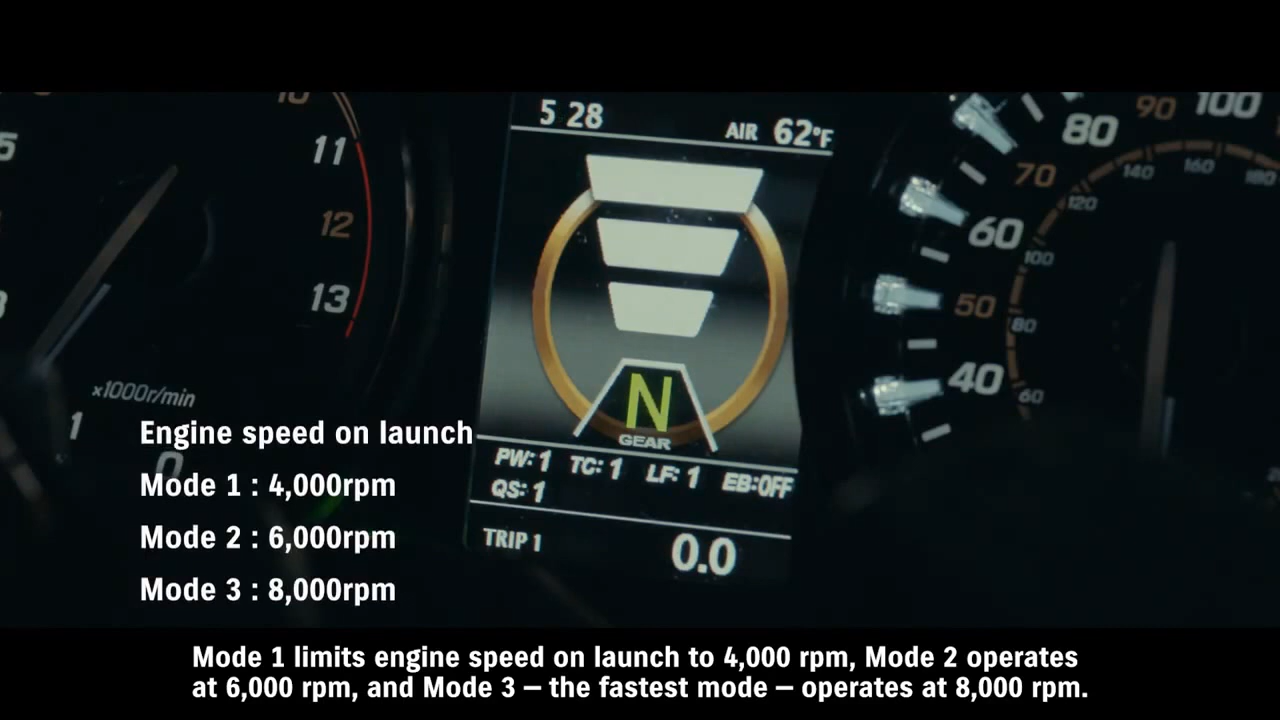 5 28
AIR 62°F
10
11
12
13
5
x1000r/min
1
0
N
GEAR
PW:1 TC:1 LF:1 EB:OFF
QS:1
TRIP 1
0.0
90 100
80
70
60
50
40
140 160 180
120
100
80
60
Engine speed on launch
Mode 1 : 4,000rpm
Mode 2 : 6,000rpm
Mode 3 : 8,000rpm
Mode 1 limits engine speed on launch to 4,000 rpm, Mode 2 operates
at 6,000 rpm, and Mode 3 – the fastest mode – operates at 8,000 rpm.